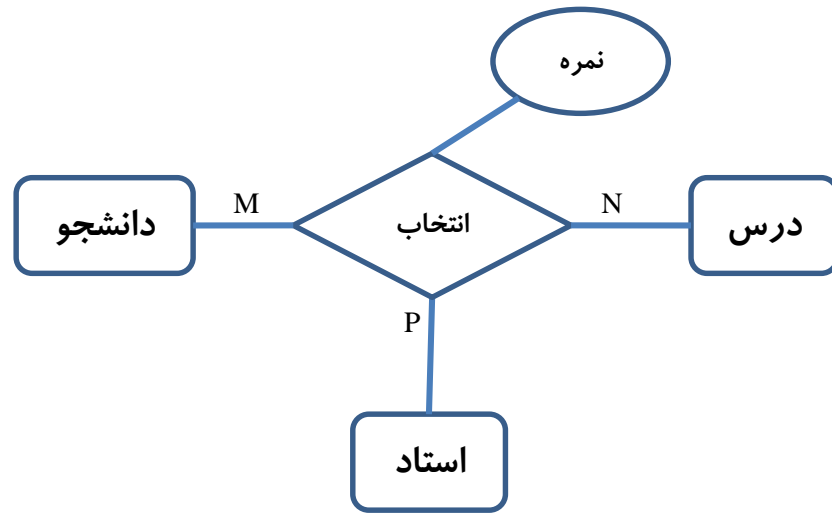 نمره
درس
N
انتخاب
M
دانشجو
P
استاد